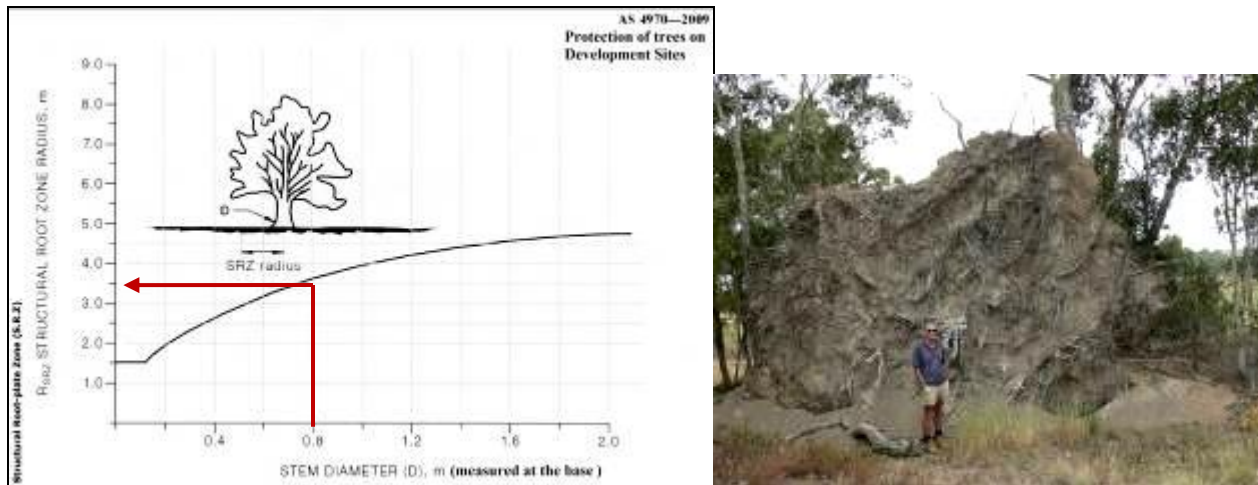 AS 4970—2009
Protection of trees on
Development Sites
9.0
8.0
7.0
6.0
5.0
4.0
3.0
2.0
1.0
R_SRZ STRUCTURAL ROOT ZONE RADIUS, m
Structural Root-plate Zone (S.R.Z)
D
SRZ radius
0.4
0.8
1.2
1.6
2.0
STEM DIAMETER (D), m (measured at the base )